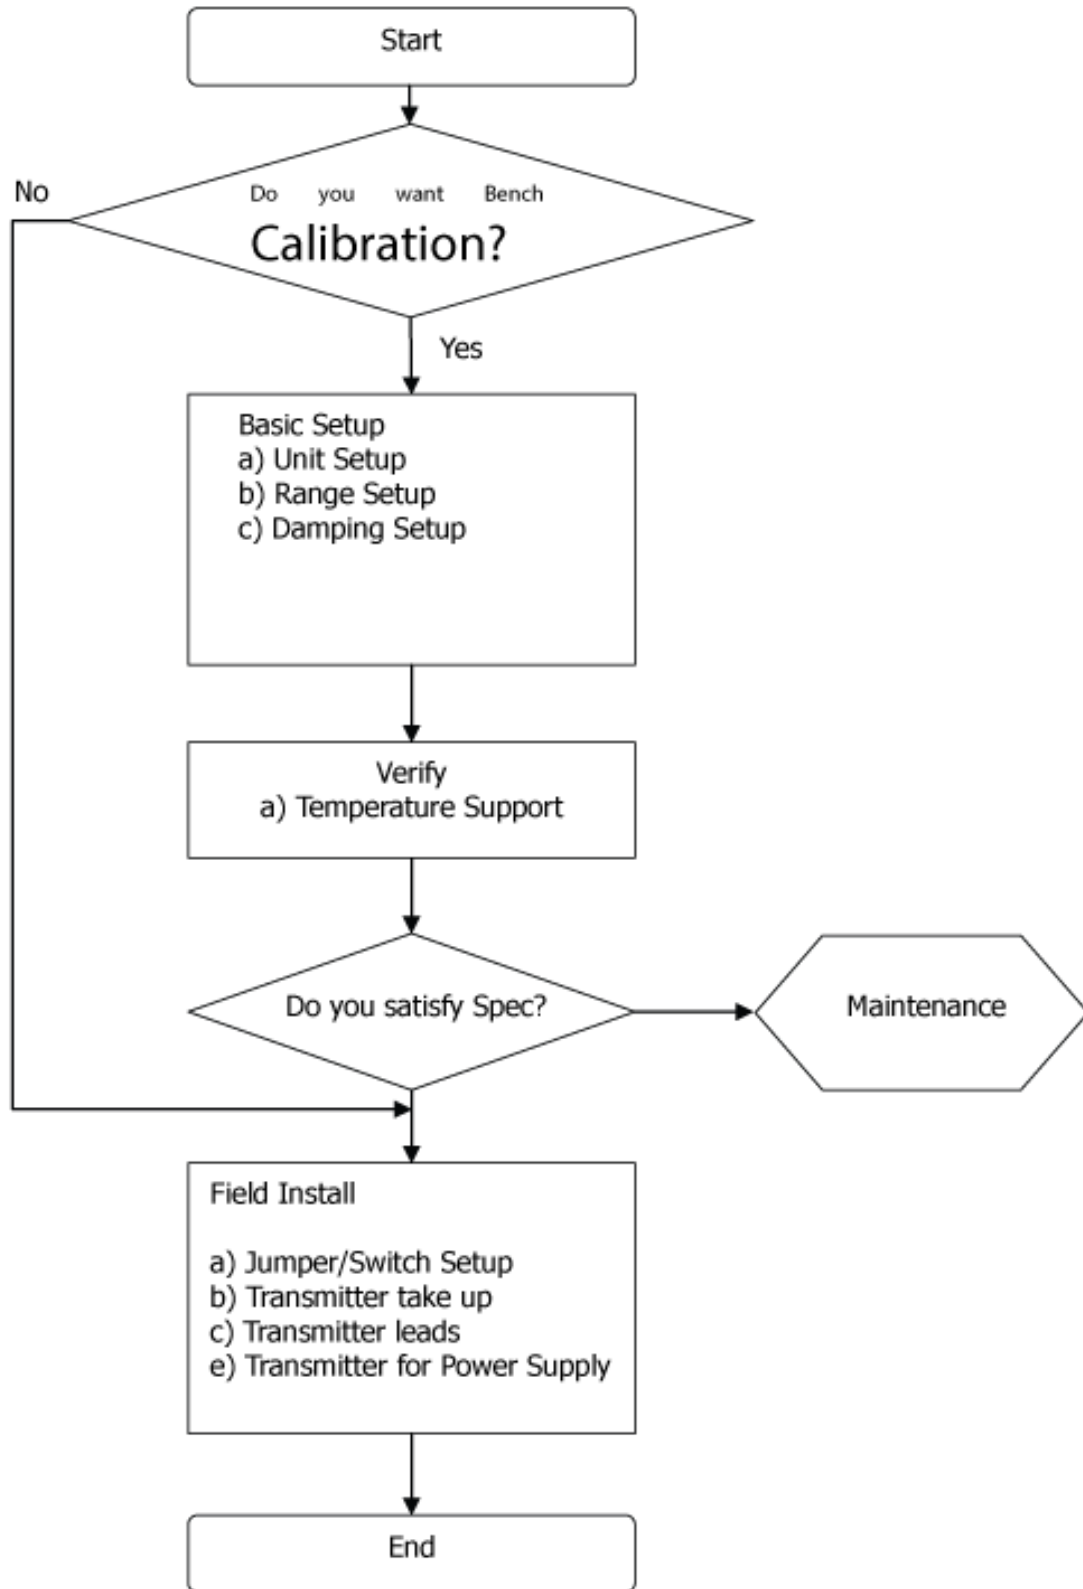 Start
No
Do you want Bench
Calibration?
Yes
Basic Setup
a) Unit Setup
b) Range Setup
c) Damping Setup
Verify
a) Temperature Support
Do you satisfy Spec?
Maintenance
Field Install
a) Jumper/Switch Setup
b) Transmitter take up
c) Transmitter leads
e) Transmitter for Power Supply
End